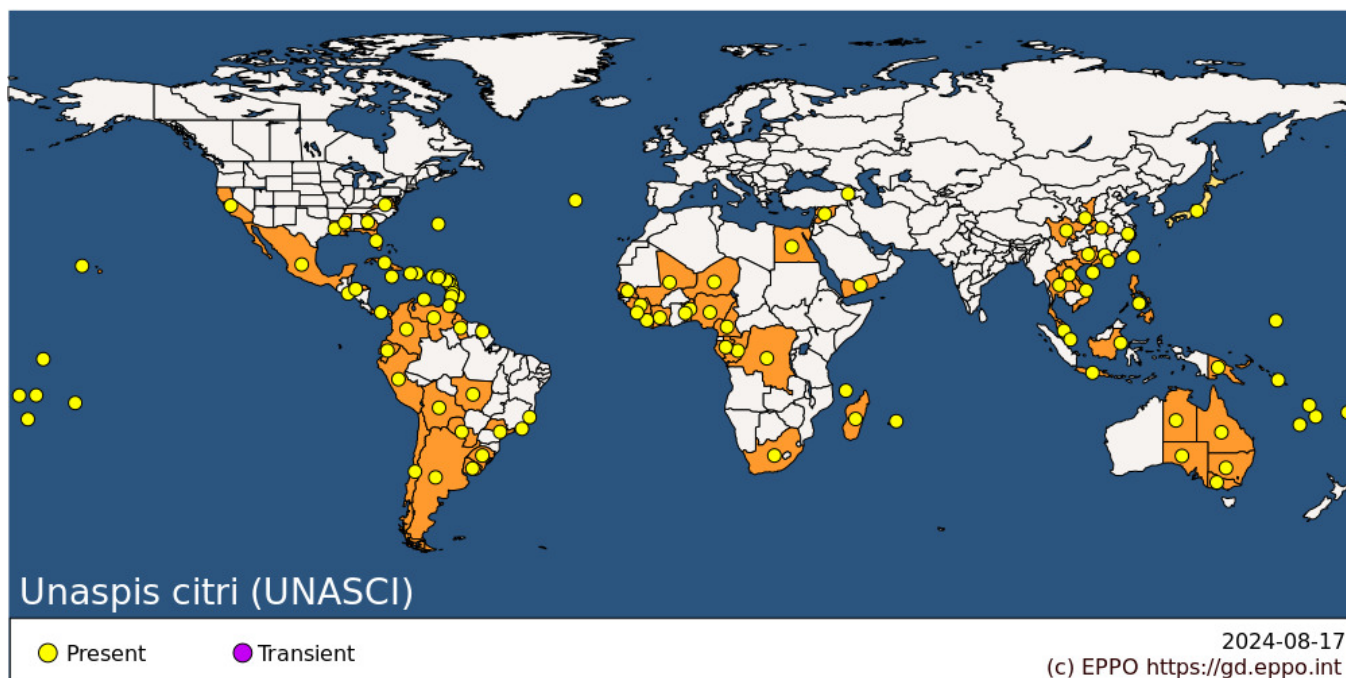 Unaspis citri (UNASCI)
Present
Transient
2024-08-17
(c) EPPO https://gd.eppo.int